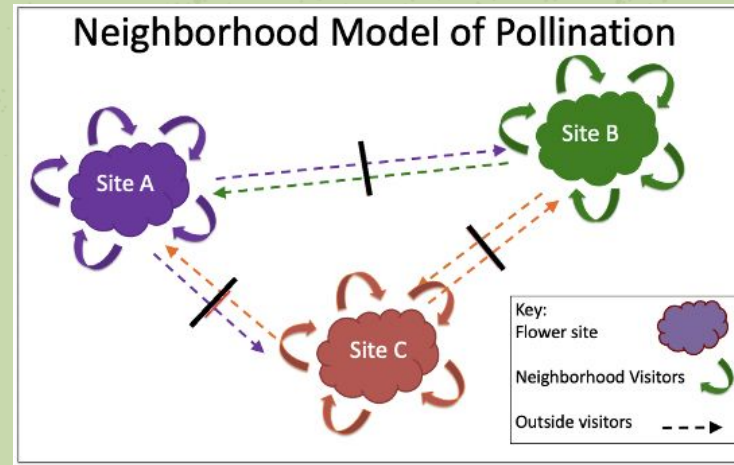 Neighborhood Model of Pollination
Site A
Site B
Site C
Key:
Flower site
Neighborhood Visitors
Outside visitors